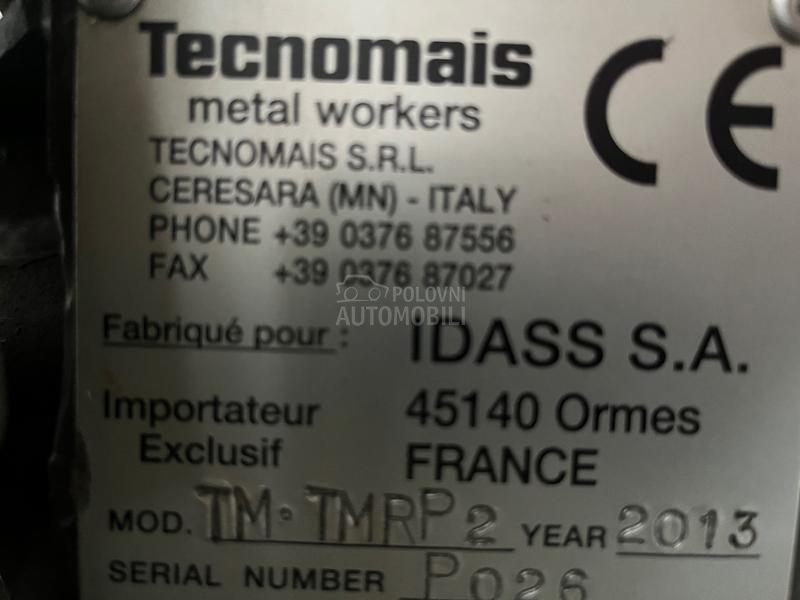 Tecnomais
CE
metal workers
TECNOMAIS S.R.L.
CERESARA (MN) - ITALY
PHONE +39 0376 87556
FAX +39 0376 87027
POLOVNI
AUTOMOBILI
Fabriqué pour : IDASS S.A.
Importateur 45140 Ormes
Exclusif FRANCE
MOD. TM·TMRP2 YEAR 2013
SERIAL NUMBER P026